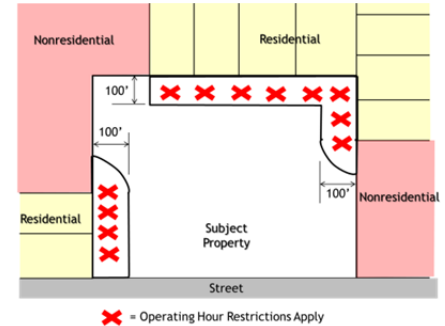 Nonresidential
Residential
100'
100'
100'
Nonresidential
Residential
Subject
Property
Street
= Operating Hour Restrictions Apply